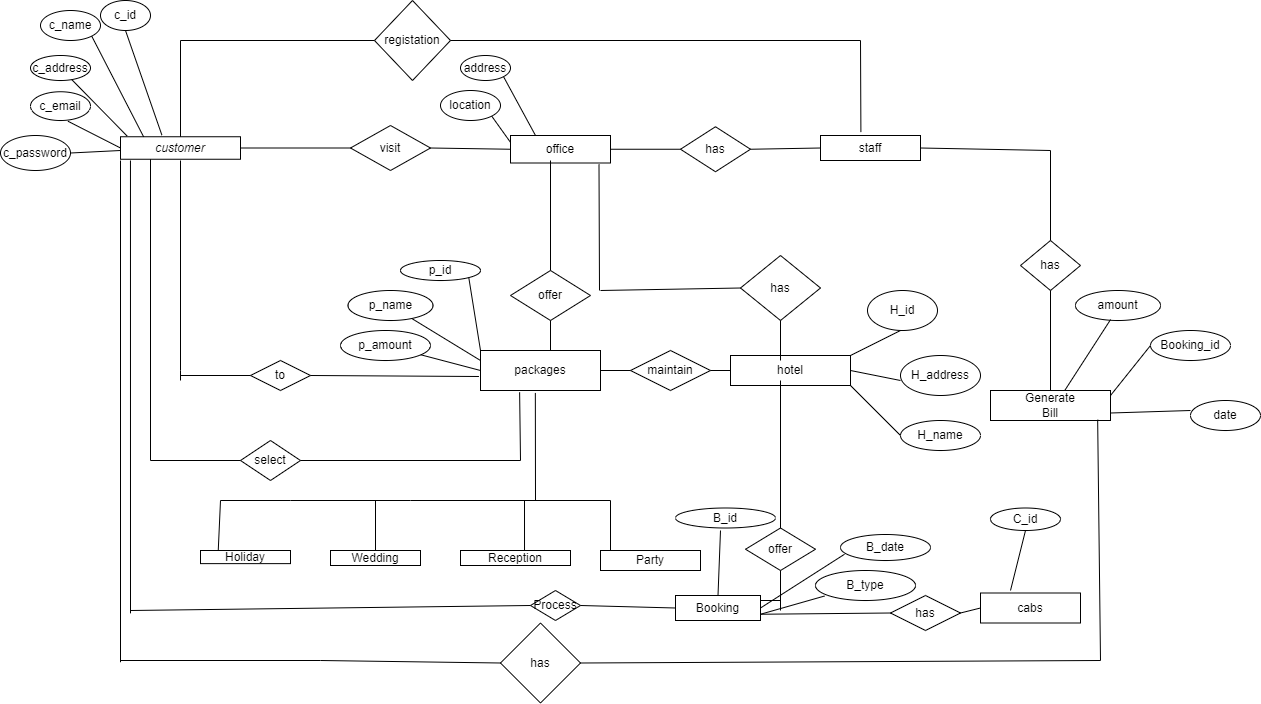 c_id
c_name
registation
c_address
address
c_email
location
c_password
customer
visit
office
has
staff
has
p_id
offer
has
p_name
H_id
amount
p_amount
Booking_id
to
packages
maintain
hotel
H_address
Generate
Bill
date
H_name
select
B_id
C_id
offer
B_date
Holiday
Wedding
Reception
Party
B_type
Process
Booking
has
cabs
has